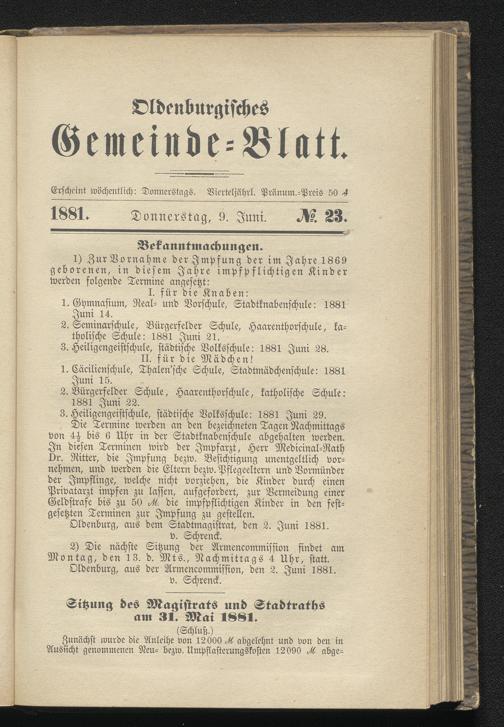 Oldenburgisches
Gemeinde-Blatt.
Erscheint wöchentlich: Donnerstags. Vierteljährl. Pränum.-Preis 50 ₰
1881. Donnerstag, 9. Juni. №. 23.
Bekanntmachungen.
1) Zur Vornahme der Impfung der im Jahre 1869
geborenen, in diesem Jahre impfpflichtigen Kinder
werden folgende Termine angesetzt:
I. für die Knaben:
1. Gymnasium, Real- und Vorschule, Stadtknabenschule: 1881
Juni 14.
2. Seminarschule, Bürgerfelder Schule, Haarenthorschule, ka-
tholische Schule: 1881 Juni 21.
3. Heiligengeistschule, städtische Volksschule: 1881 Juni 28.
II. für die Mädchen!
1. Cäcilienschule, Thalen'sche Schule, Stadtmädchenschule: 1881
Juni 15.
2. Bürgerfelder Schule, Haarenthorschule, katholische Schule:
1881 Juni 22.
3. Heiligengeistschule, städtische Volksschule: 1881 Juni 29.
Die Termine werden an den bezeichneten Tagen Nachmittags
von 4½ bis 6 Uhr in der Stadtknabenschule abgehalten werden.
In diesen Terminen wird der Impfarzt, Herr Medicinal-Rath
Dr. Ritter, die Impfung bezw. Besichtigung unentgeltlich vor-
nehmen, und werden die Eltern bezw. Pflegeeltern und Vormünder
der Impflinge, welche nicht vorziehen, die Kinder durch einen
Privatarzt impfen zu lassen, aufgefordert, zur Vermeidung einer
Geldstrafe bis zu 50 ℳ die impfpflichtigen Kinder in den fest-
gesetzten Terminen zur Impfung zu gestellen.
Oldenburg, aus dem Stadtmagistrat, den 2. Juni 1881.
v. Schrenck.
2) Die nächste Sitzung der Armencommission findet am
Montag, den 13. d. Mts., Nachmittags 4 Uhr, statt.
Oldenburg, aus der Armencommission, den 2. Juni 1881.
v. Schrenck.
Sitzung des Magistrats und Stadtraths
am 31. Mai 1881.
(Schluß.)
Zunächst wurde die Anleihe von 12000 ℳ abgelehnt und von den in
Aussicht genommenen Neu- bezw. Umpflasterungskosten 12090 ℳ abge-